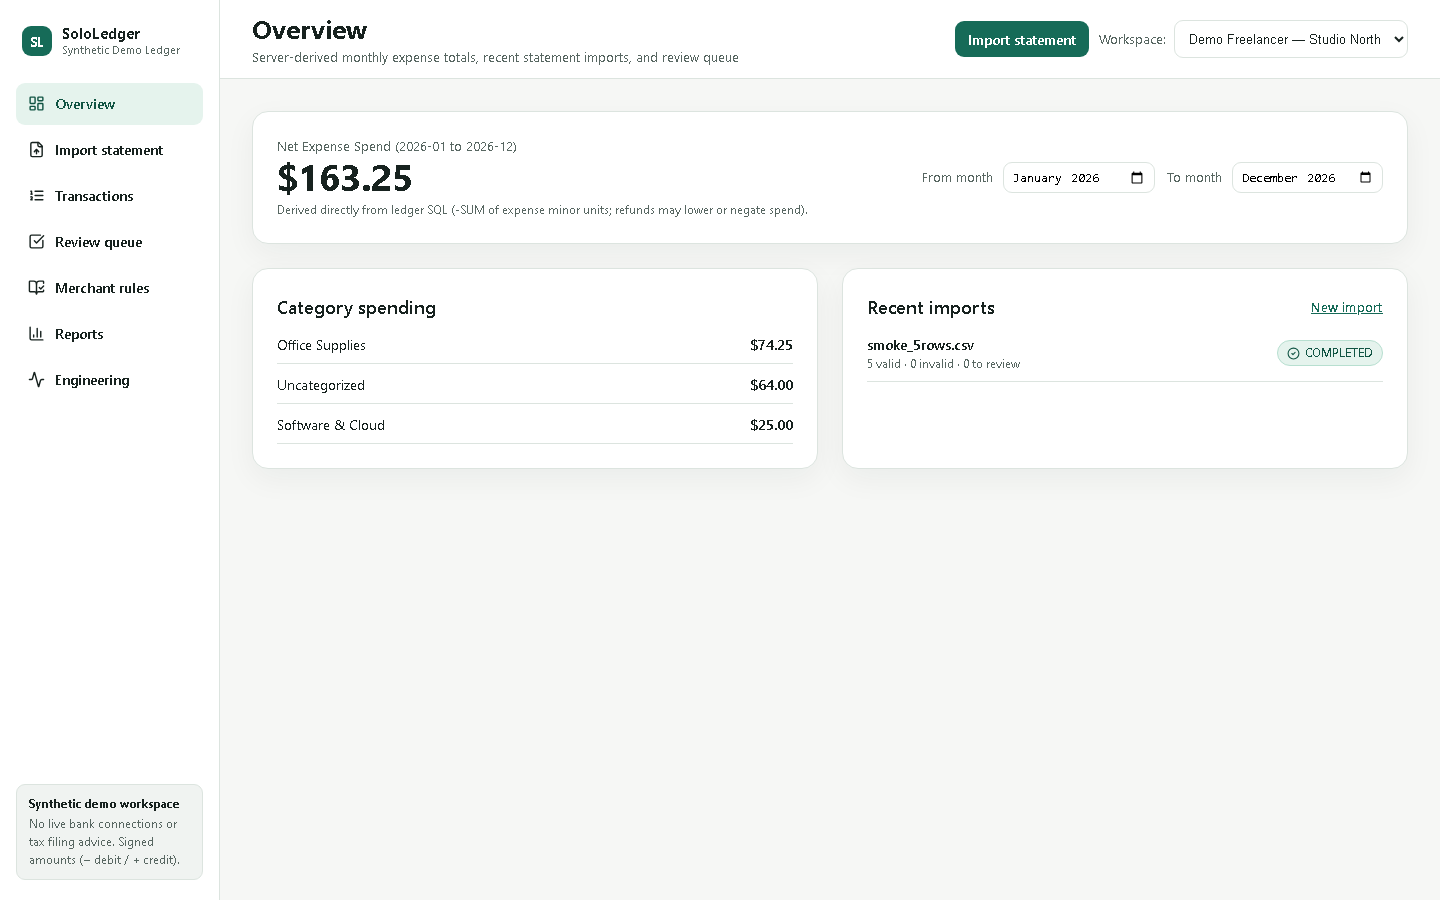 SL
SoloLedger
Synthetic Demo Ledger
Overview
Import statement
Transactions
Review queue
Merchant rules
Reports
Engineering
Synthetic demo workspace
No live bank connections or
tax filing advice. Signed
amounts (− debit / + credit).
Overview
Server-derived monthly expense totals, recent statement imports, and review queue
Import statement
Workspace:
Demo Freelancer — Studio North
Net Expense Spend (2026-01 to 2026-12)
$163.25
Derived directly from ledger SQL (-SUM of expense minor units; refunds may lower or negate spend).
From month
January 2026
To month
December 2026
Category spending
Office Supplies $74.25
Uncategorized $64.00
Software & Cloud $25.00
Recent imports
New import
smoke_5rows.csv
5 valid · 0 invalid · 0 to review
COMPLETED